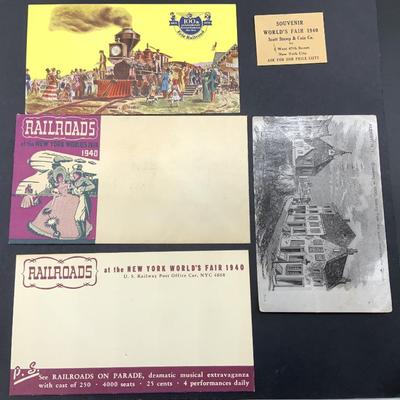 100th
SOUVENIR
WORLD'S FAIR 1940
Scott Stamp & Coin Co.
1 West 47th Street
New York City
ASK FOR OUR PRICE LISTS
RAILROADS
at the NEW YORK WORLD'S FAIR
1940
RAILROADS
at the NEW YORK WORLD'S FAIR 1940
U. S. Railway Post Office Car, NYC 4868
P.S.
See RAILROADS ON PARADE, dramatic musical extravaganza
with cast of 250 · 4000 seats · 25 cents · 4 performances daily